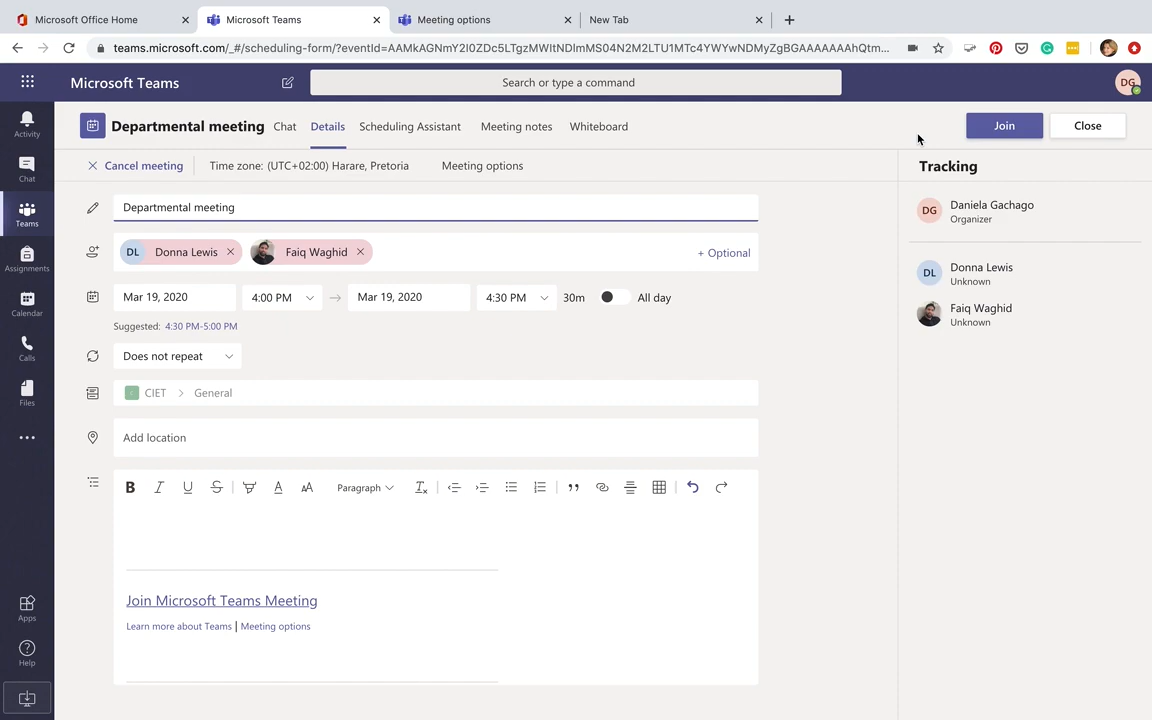 Microsoft Office Home
Microsoft Teams
Meeting options
New Tab
teams.microsoft.com/_#/scheduling-form/?eventId=AAMkAGNmY2I0ZDc5LTgzMWItNDlmMS04N2M2LTU1MTc4YWYwNDMyZgBGAAAAAAAhQtm...
Microsoft Teams
Search or type a command
DG
Activity
Chat
Teams
Assignments
Calendar
Calls
Files
Apps
Help
Departmental meeting
Chat
Details
Scheduling Assistant
Meeting notes
Whiteboard
Join
Close
Cancel meeting
Time zone: (UTC+02:00) Harare, Pretoria
Meeting options
Departmental meeting
DL Donna Lewis
Faiq Waghid
+ Optional
Mar 19, 2020
4:00 PM
Mar 19, 2020
4:30 PM
30m
All day
Suggested: 4:30 PM-5:00 PM
Does not repeat
CIET > General
Add location
Paragraph
Join Microsoft Teams Meeting
Learn more about Teams | Meeting options
Tracking
DG
Daniela Gachago
Organizer
DL
Donna Lewis
Unknown
Faiq Waghid
Unknown